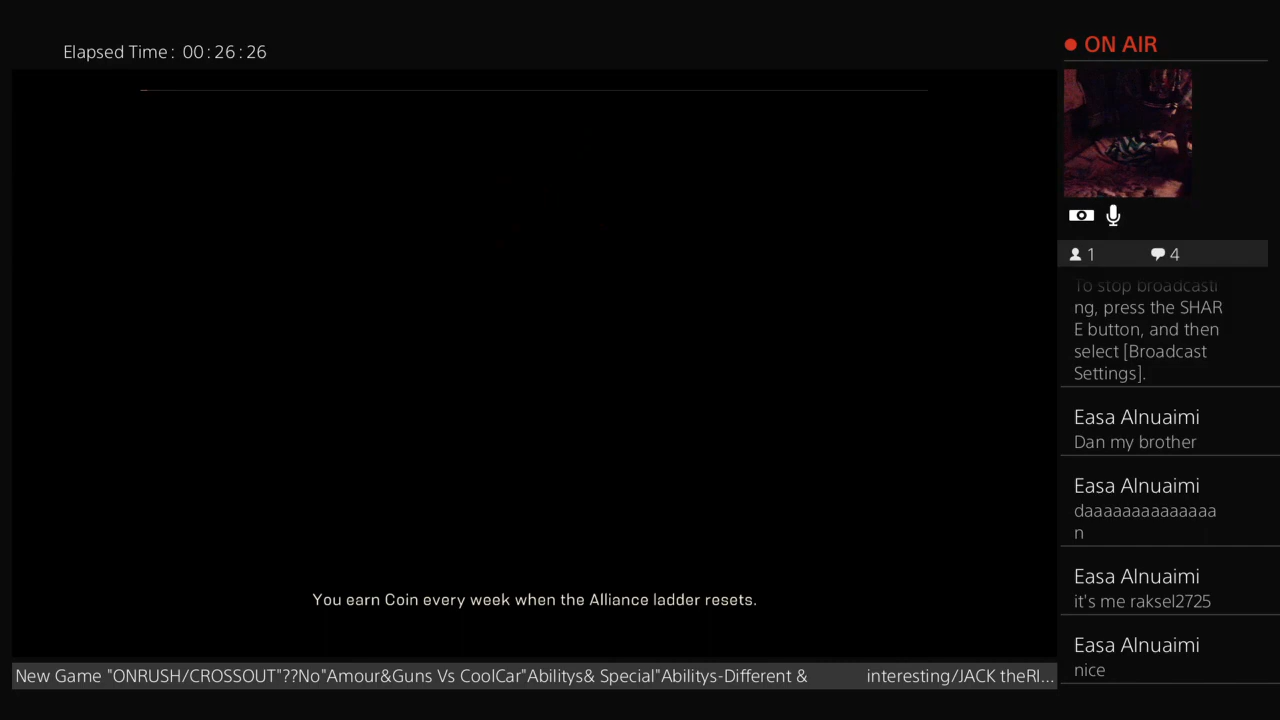 Elapsed Time: 00:26:26
ON AIR
1 4
To stop broadcasti
ng, press the SHAR
E button, and then
select [Broadcast
Settings].
Easa Alnuaimi
Dan my brother
Easa Alnuaimi
daaaaaaaaaaaaaa
n
Easa Alnuaimi
it's me raksel2725
Easa Alnuaimi
nice
You earn Coin every week when the Alliance ladder resets.
New Game "ONRUSH/CROSSOUT"??No"Amour&Guns Vs CoolCar"Abilitys& Special"Abilitys-Different & interesting/JACK theRI...